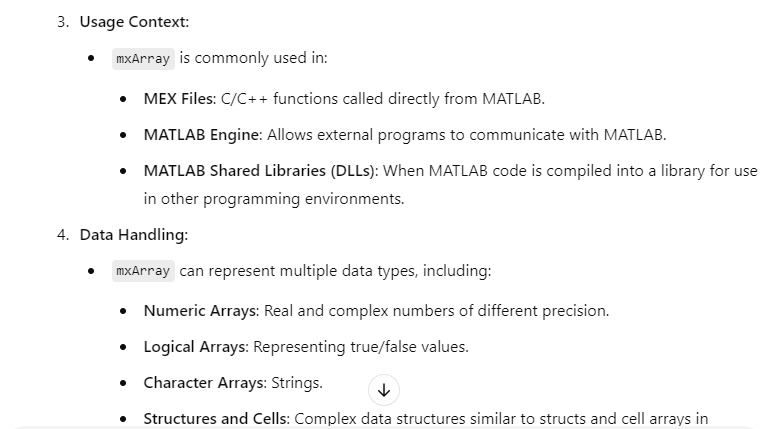 3. Usage Context:
• mxArray is commonly used in:
• MEX Files: C/C++ functions called directly from MATLAB.
• MATLAB Engine: Allows external programs to communicate with MATLAB.
• MATLAB Shared Libraries (DLLs): When MATLAB code is compiled into a library for use
in other programming environments.
4. Data Handling:
• mxArray can represent multiple data types, including:
• Numeric Arrays: Real and complex numbers of different precision.
• Logical Arrays: Representing true/false values.
• Character Arrays: Strings.
• Structures and Cells: Complex data structures similar to structs and cell arrays in